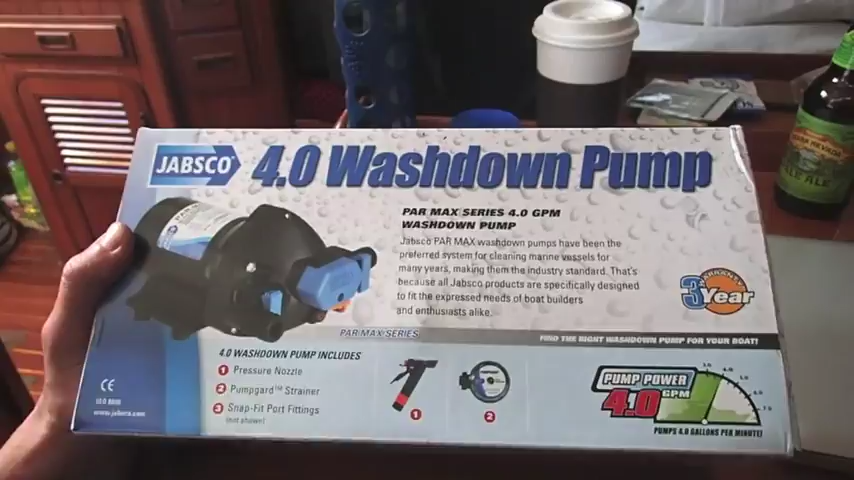 JABSCO
4.0 Washdown Pump
PAR MAX SERIES 4.0 GPM
WASHDOWN PUMP
Jabsco PAR MAX washdown pumps have been the
preferred system for cleaning marine vessels for
many years, making them the industry standard. That's
because all Jabsco products are specifically designed
to fit the expressed needs of boat builders
and enthusiasts alike.
WARRANTY
3 Year
PAR MAX SERIES
FIND THE RIGHT WASHDOWN PUMP FOR YOUR BOAT!
4.0 WASHDOWN PUMP INCLUDES
1 Pressure Nozzle
2 Pumpgard™ Strainer
3 Snap-Fit Port Fittings
(not shown)
1
2
PUMP POWER
4.0 GPM
PUMPS 4.0 GALLONS PER MINUTE!
CE
www.jabsco.com
SIERRA NEVADA
PALE ALE